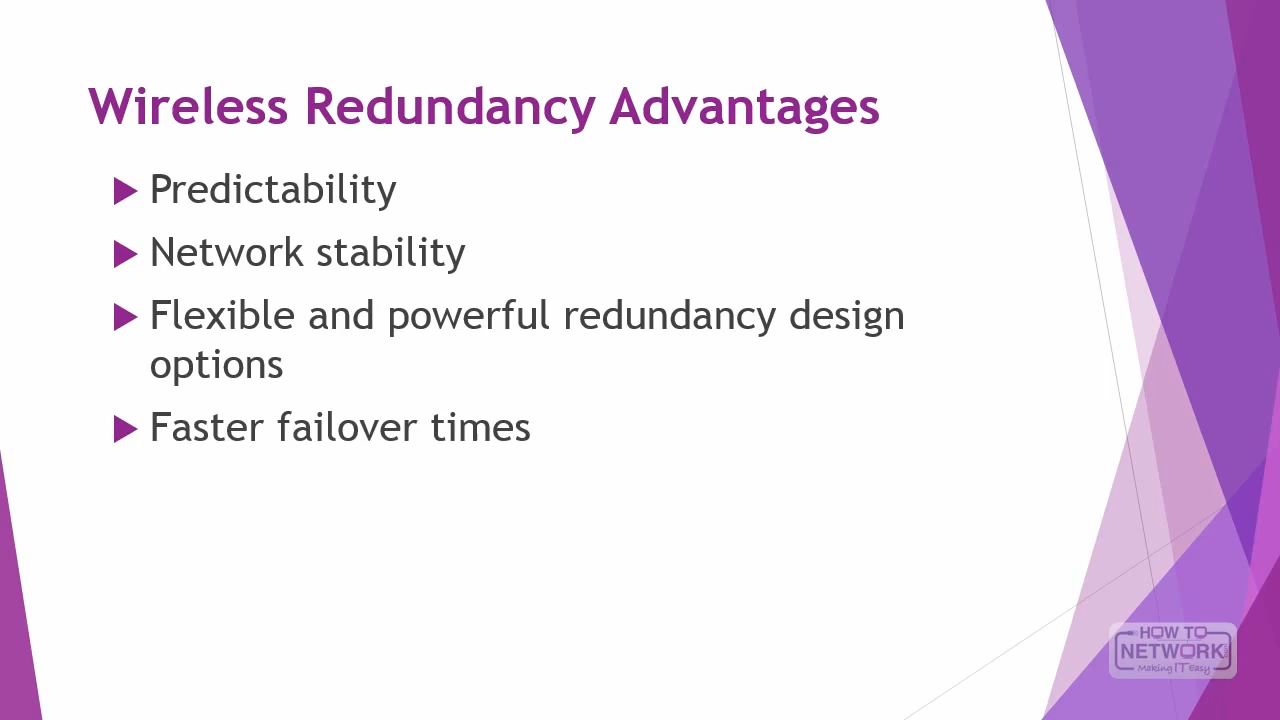 Wireless Redundancy Advantages
Predictability
Network stability
Flexible and powerful redundancy design
options
Faster failover times
HOW TO
NETWORK
Making IT Easy